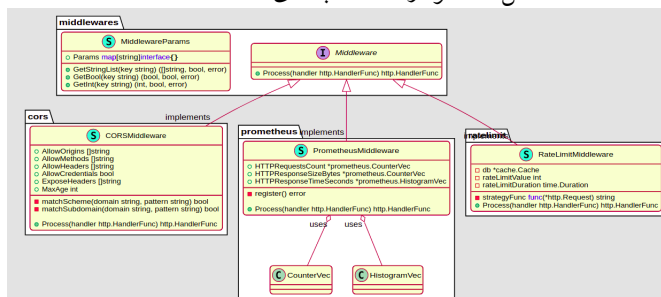 middlewares
S MiddlewareParams
Params map[string]interface{}
GetStringList(key string) ([]string, bool, error)
GetBool(key string) (bool, bool, error)
GetInt(key string) (int, bool, error)
I Middleware
Process(handler http.HandlerFunc) http.HandlerFunc
implements
implements
cors
S CORSMiddleware
AllowOrigins []string
AllowMethods []string
AllowHeaders []string
AllowCredentials bool
ExposeHeaders []string
MaxAge int
matchScheme(domain string, pattern string) bool
matchSubdomain(domain string, pattern string) bool
Process(handler http.HandlerFunc) http.HandlerFunc
prometheus
S PrometheusMiddleware
HTTPRequestsCount *prometheus.CounterVec
HTTPResponseSizeBytes *prometheus.CounterVec
HTTPResponseTimeSeconds *prometheus.HistogramVec
register() error
Process(handler http.HandlerFunc) http.HandlerFunc
uses
uses
C CounterVec
C HistogramVec
ratelimit
S RateLimitMiddleware
db *cache.Cache
rateLimitValue int
rateLimitDuration time.Duration
strategyFunc func(*http.Request) string
Process(handler http.HandlerFunc) http.HandlerFunc